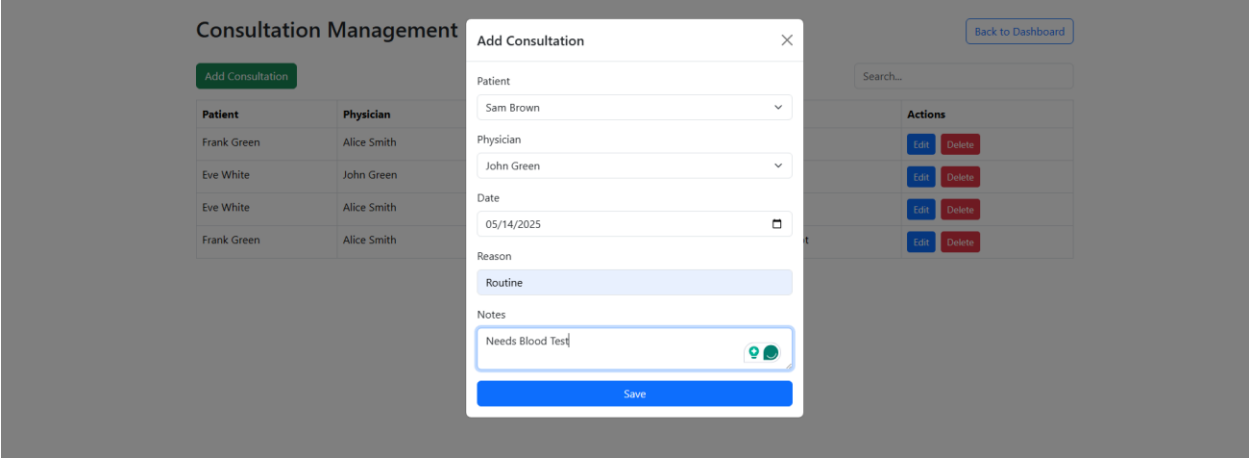 Consultation Management
Back to Dashboard
Add Consultation
Search...
Patient Physician Actions
Frank Green Alice Smith Edit Delete
Eve White John Green Edit Delete
Eve White Alice Smith Edit Delete
Frank Green Alice Smith Edit Delete
Add Consultation
Patient
Sam Brown
Physician
John Green
Date
05/14/2025
Reason
Routine
Notes
Needs Blood Test
Save